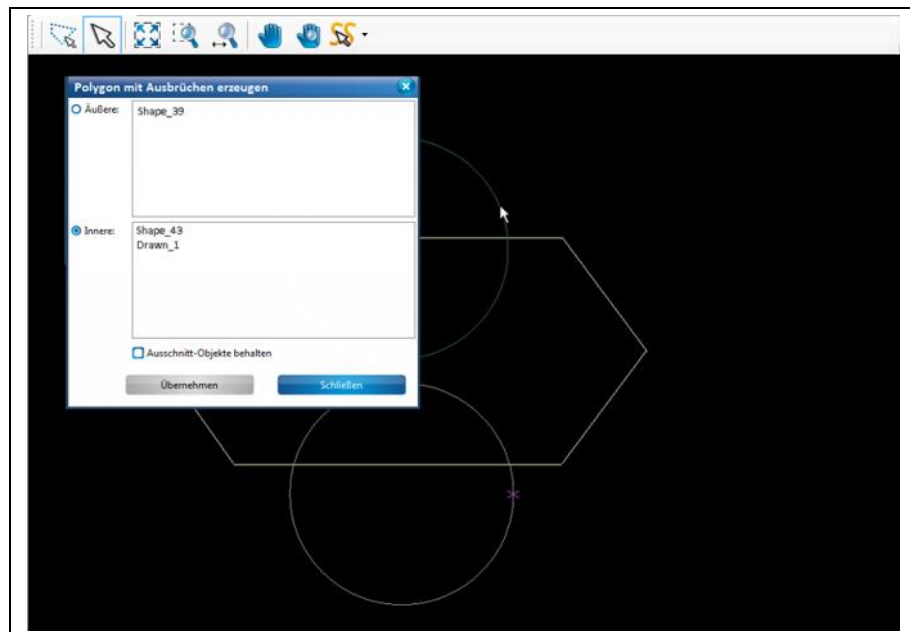 Polygon mit Ausbrüchen erzeugen
Äußere:
Shape_39
Innere:
Shape_43
Drawn_1
Ausschnitt-Objekte behalten
Übernehmen
Schließen